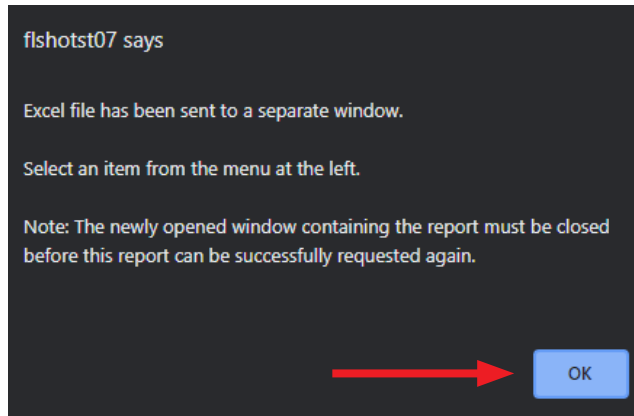 flshotst07 says
Excel file has been sent to a separate window.
Select an item from the menu at the left.
Note: The newly opened window containing the report must be closed
before this report can be successfully requested again.
OK